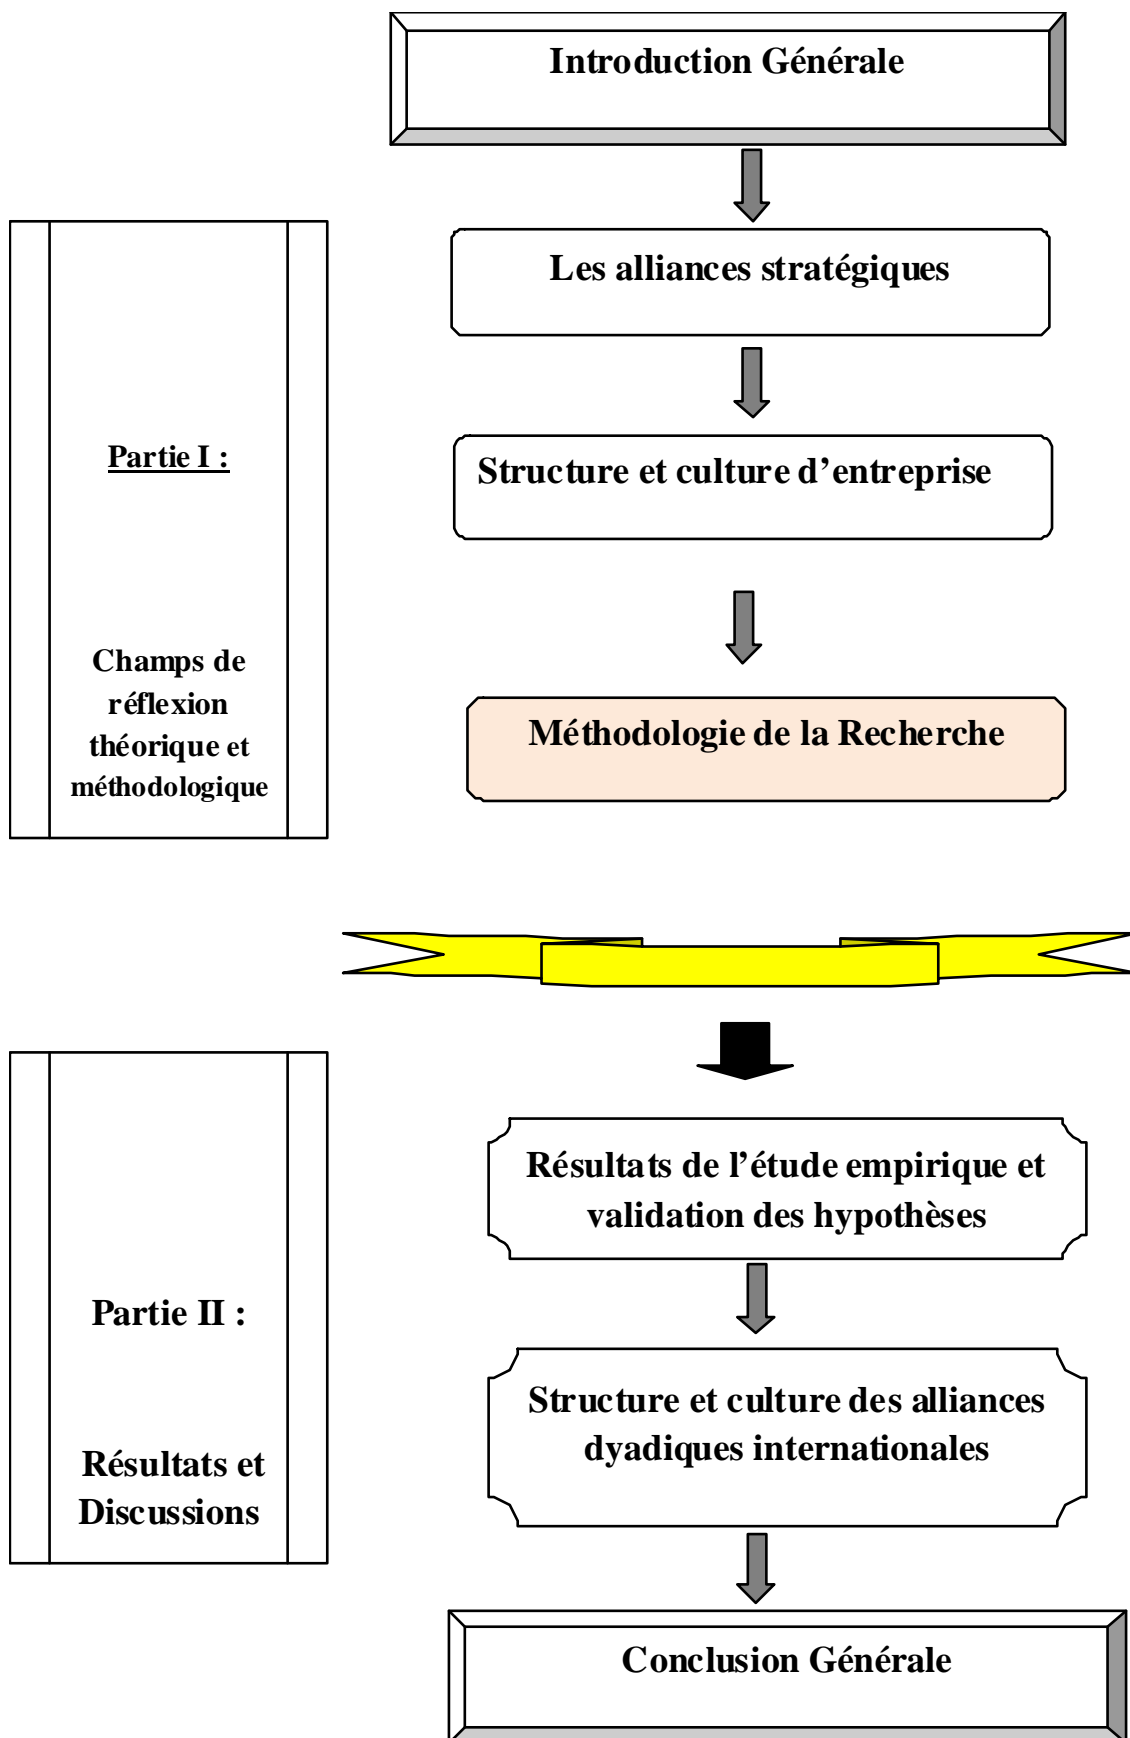 Introduction Générale
Les alliances stratégiques
Structure et culture d’entreprise
Partie I :
Champs de
réflexion
théorique et
méthodologique
Méthodologie de la Recherche
Résultats de l’étude empirique et
validation des hypothèses
Partie II :
Résultats et
Discussions
Structure et culture des alliances
dyadiques internationales
Conclusion Générale